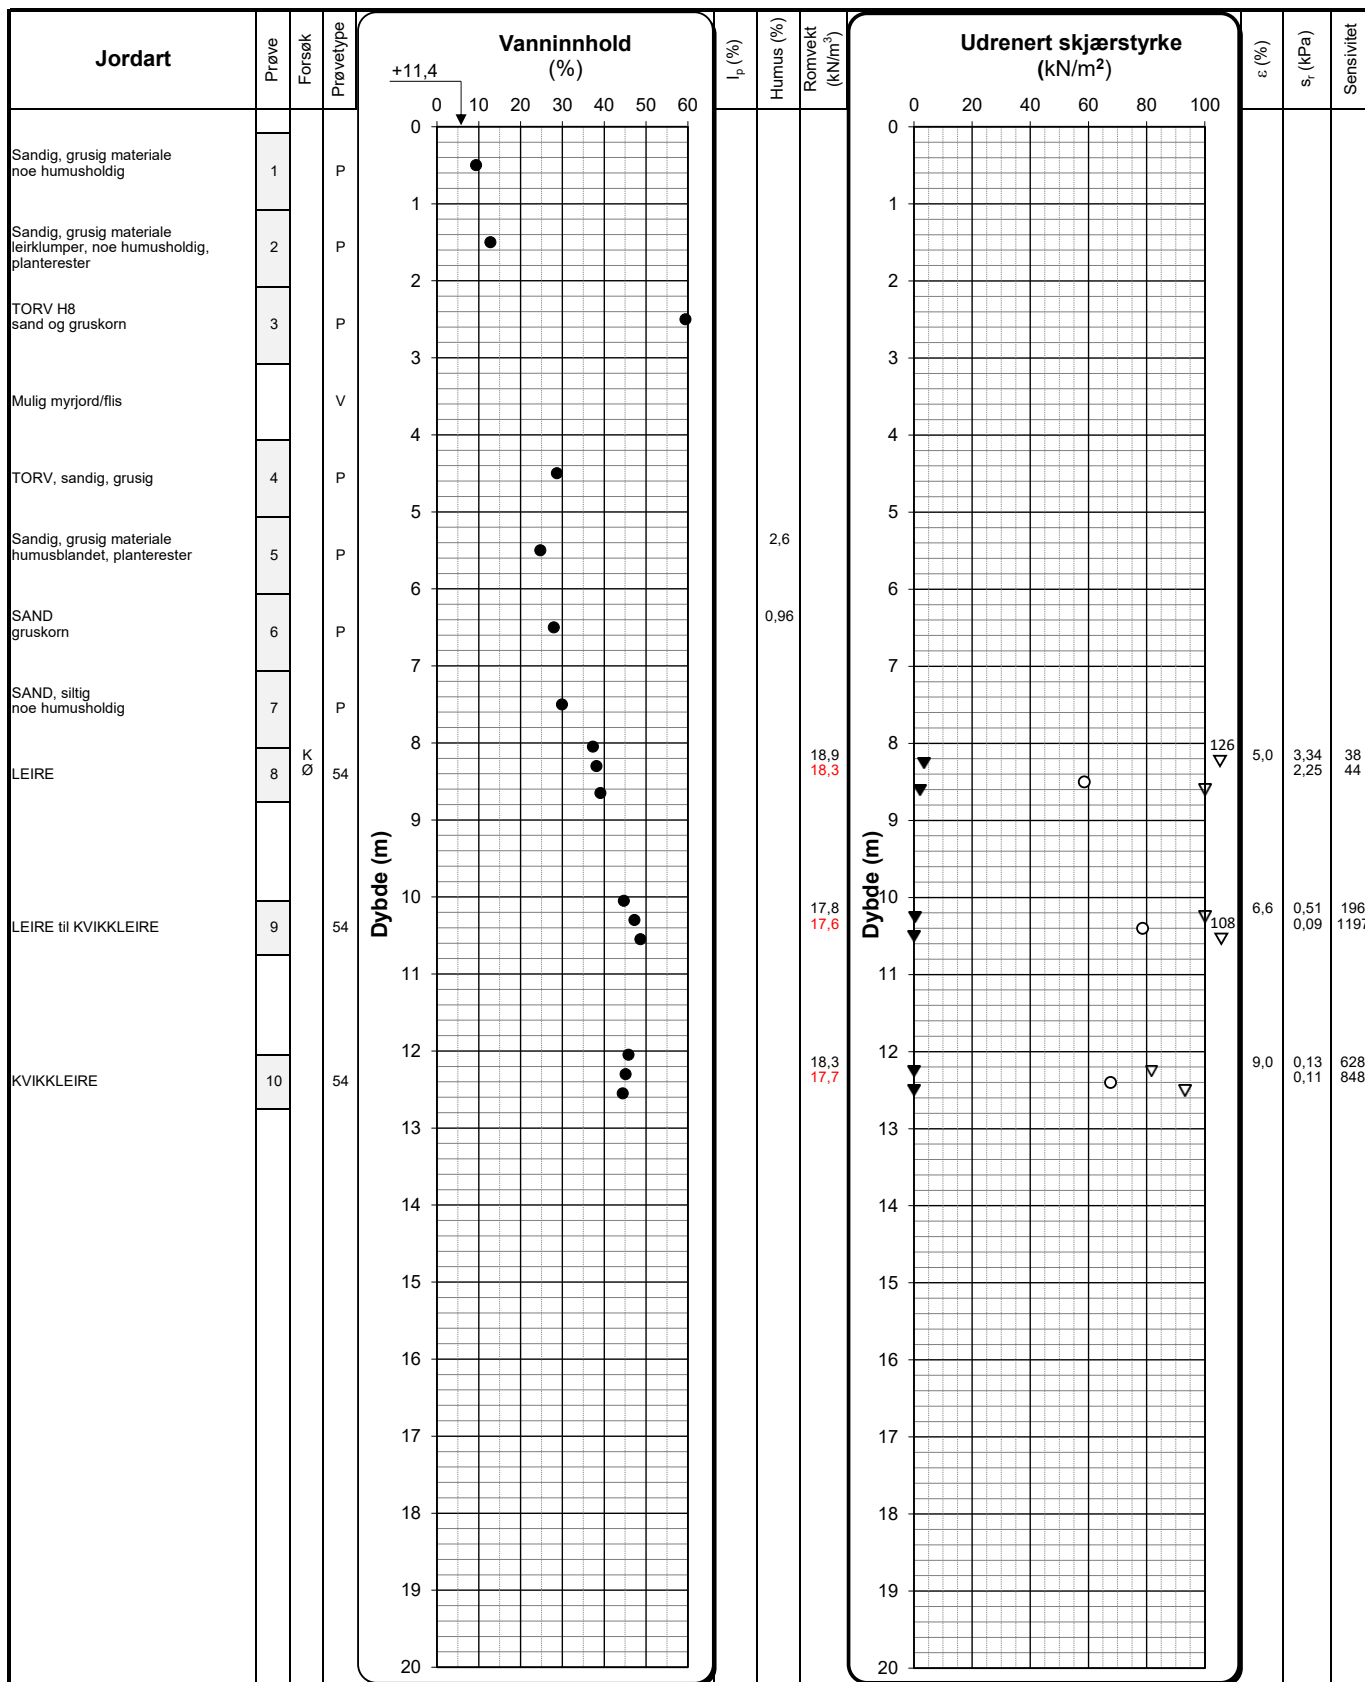 Jordart
Prøve
Forsøk
Prøvetype
Vanninnhold
(%)
+11,4
I_p (%)
Humus (%)
Romvekt
(kN/m³)
Udrenert skjærstyrke
(kN/m²)
ε (%)
s_r (kPa)
Sensivitet
0 10 20 30 40 50 60
0 20 40 60 80 100
0
1
2
3
4
5
6
7
8
9
10
11
12
13
14
15
16
17
18
19
20
Dybde (m)
0
1
2
3
4
5
6
7
8
9
10
11
12
13
14
15
16
17
18
19
20
Dybde (m)
Sandig, grusig materiale
noe humusholdig
1 P
Sandig, grusig materiale
leirklumper, noe humusholdig,
planterester
2 P
TORV H8
sand og gruskorn
3 P
Mulig myrjord/flis V
TORV, sandig, grusig 4 P
Sandig, grusig materiale
humusblandet, planterester
5 P 2,6
SAND
gruskorn
6 P 0,96
SAND, siltig
noe humusholdig
7 P
K
Ø
LEIRE 8 54
18,9 126 5,0 3,34 38
18,3 2,25 44
LEIRE til KVIKKLEIRE 9 54
17,8 6,6 0,51 196
17,6 108 0,09 1197
KVIKKLEIRE 10 54
18,3 9,0 0,13 628
17,7 0,11 848